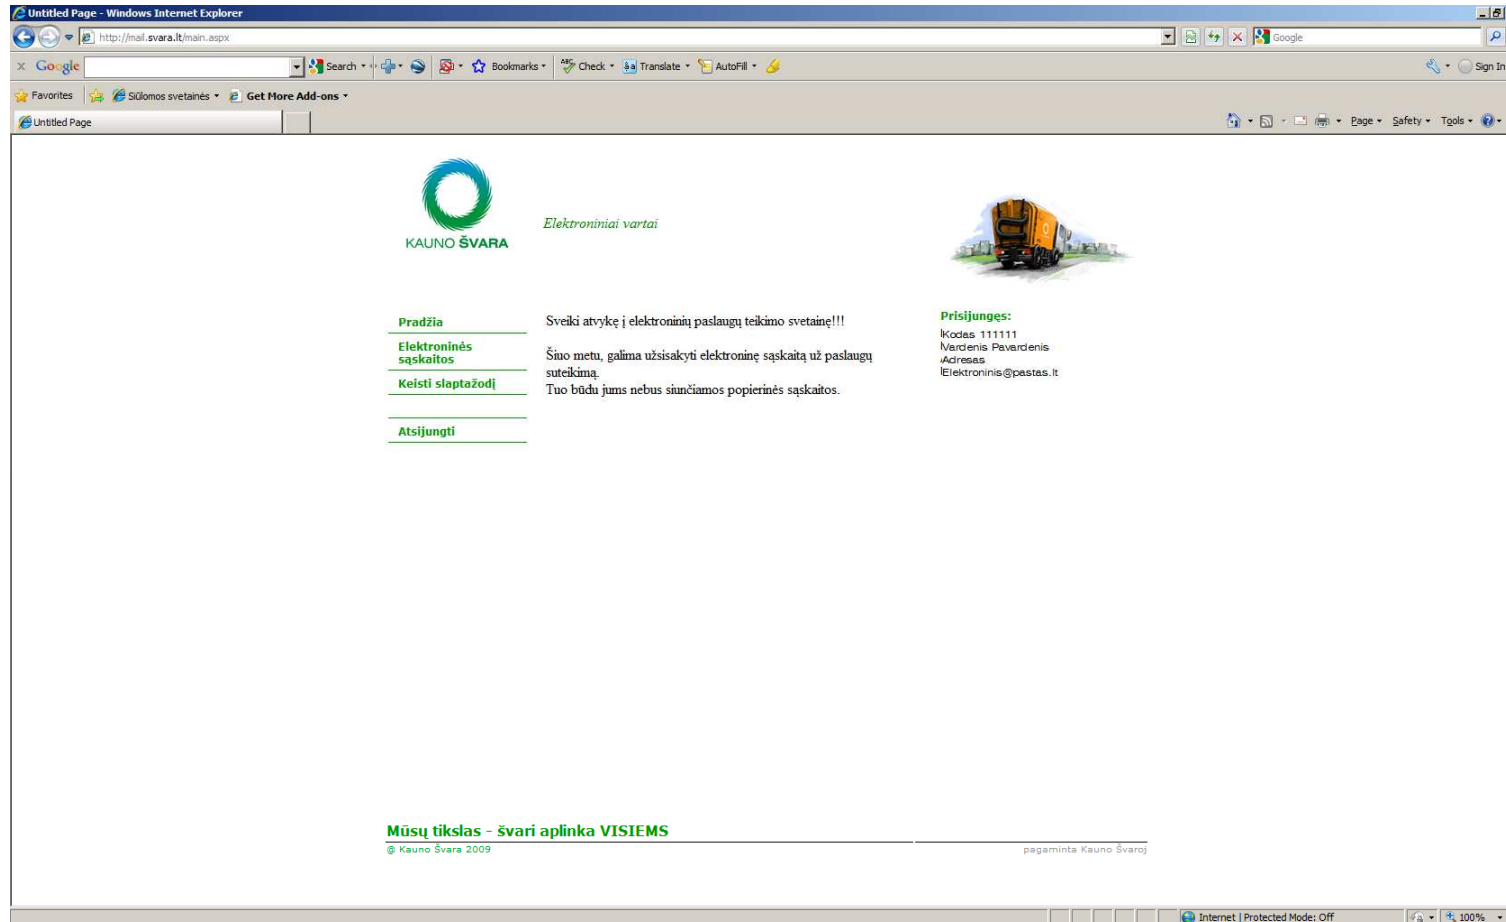 Untitled Page - Windows Internet Explorer
http://mail.svara.lt/main.aspx
Google
x Google
Search
Bookmarks
Check
Translate
AutoFill
Sign In
Favorites
Siūlomos svetainės
Get More Add-ons
Untitled Page
Page
Safety
Tools
KAUNO ŠVARA
Elektroniniai vartai
Pradžia
Elektroninės
sąskaitos
Keisti slaptažodį
Atsijungti
Sveiki atvykę į elektroninių paslaugų teikimo svetainę!!!
Šiuo metu, galima užsisakyti elektroninę sąskaitą už paslaugų
suteikimą.
Tuo būdu jums nebus siunčiamos popierinės sąskaitos.
Prisijungęs:
Kodas 111111
Vardenis Pavardenis
Adresas
Elektroninis@pastas.lt
Mūsų tikslas - švari aplinka VISIEMS
@ Kauno Švara 2009
pagaminta Kauno Švaroj
Internet | Protected Mode: Off
100%